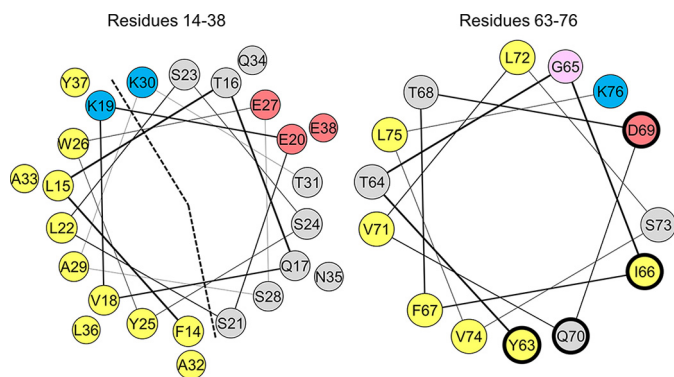 Residues 14-38
Residues 63-76
Y37
K30
S23
T16
Q34
K19
E27
E20
E38
W26
A33
L15
T31
L22
S24
A29
Q17
N35
V18
S28
L36
Y25
F14
S21
A32
L72
G65
K76
T68
D69
L75
T64
V71
S73
I66
F67
V74
Y63
Q70